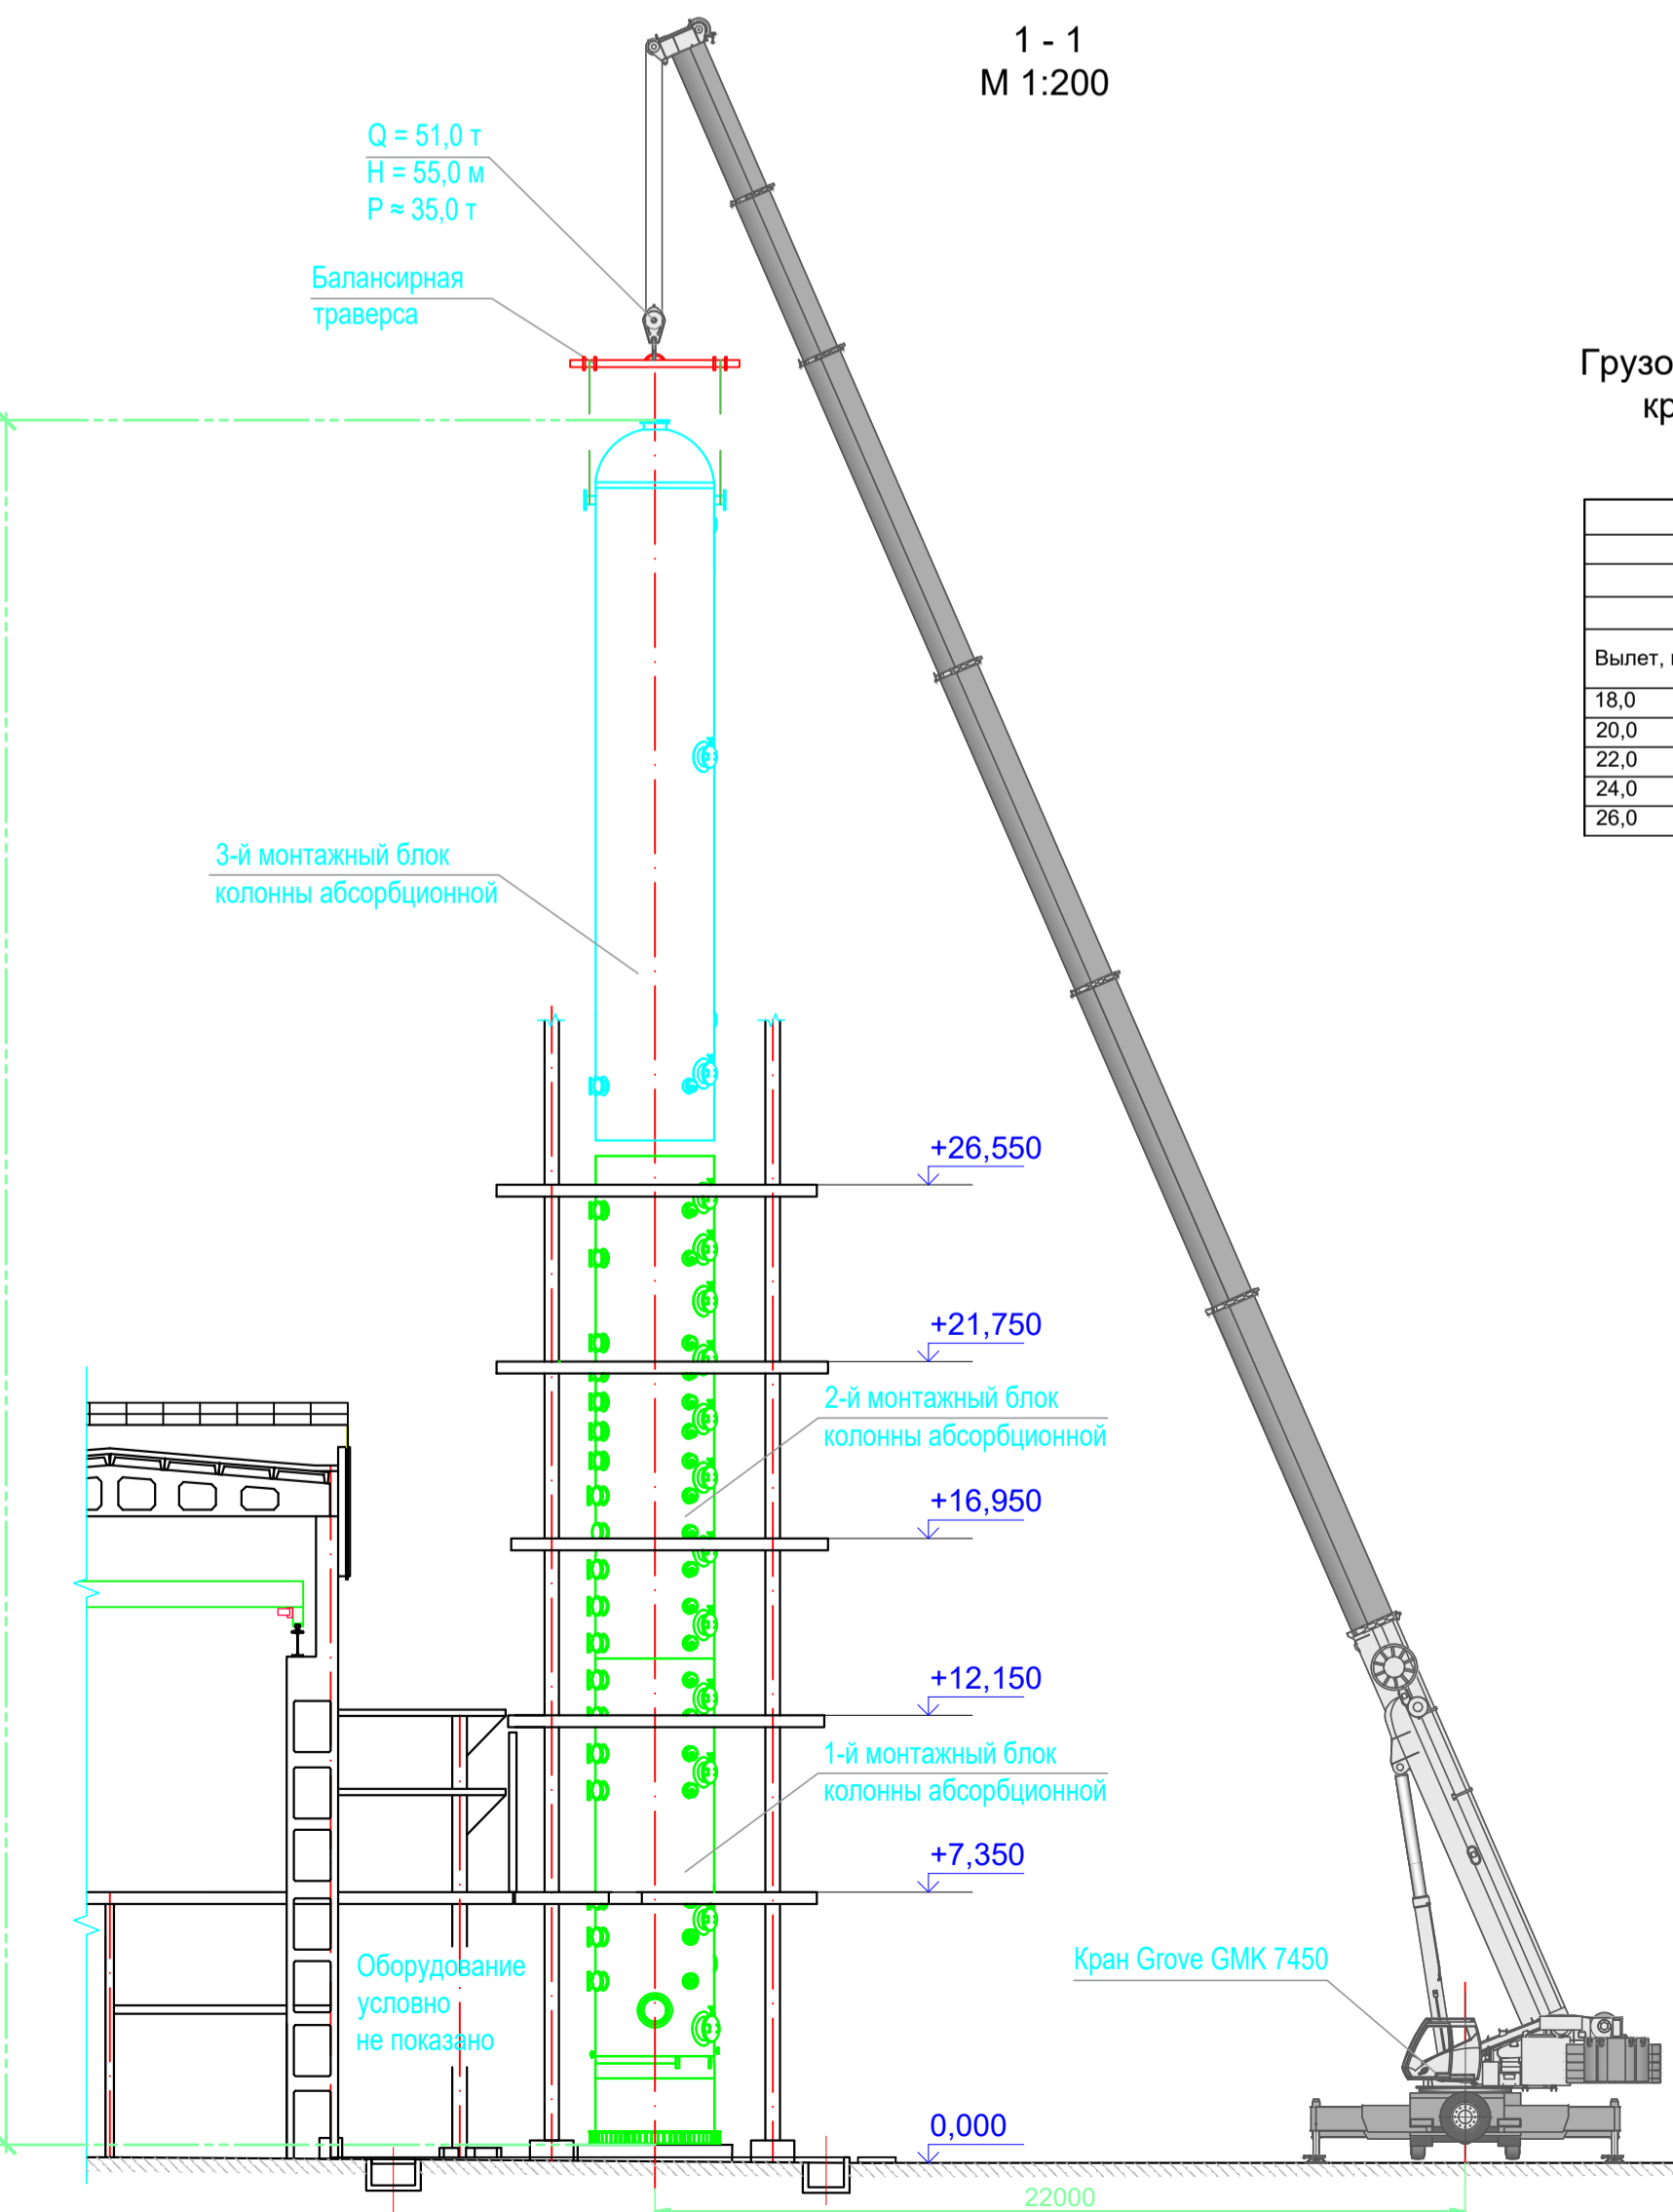 1 - 1
М 1:200
Q = 51,0 т
H = 55,0 м
P ≈ 35,0 т
Балансирная
траверса
Грузо
кр
Вылет,
18,0
20,0
22,0
24,0
26,0
3-й монтажный блок
колонны абсорбционной
+26,550
+21,750
2-й монтажный блок
колонны абсорбционной
+16,950
+12,150
1-й монтажный блок
колонны абсорбционной
+7,350
Оборудование
условно
не показано
Кран Grove GMK 7450
0,000
22000